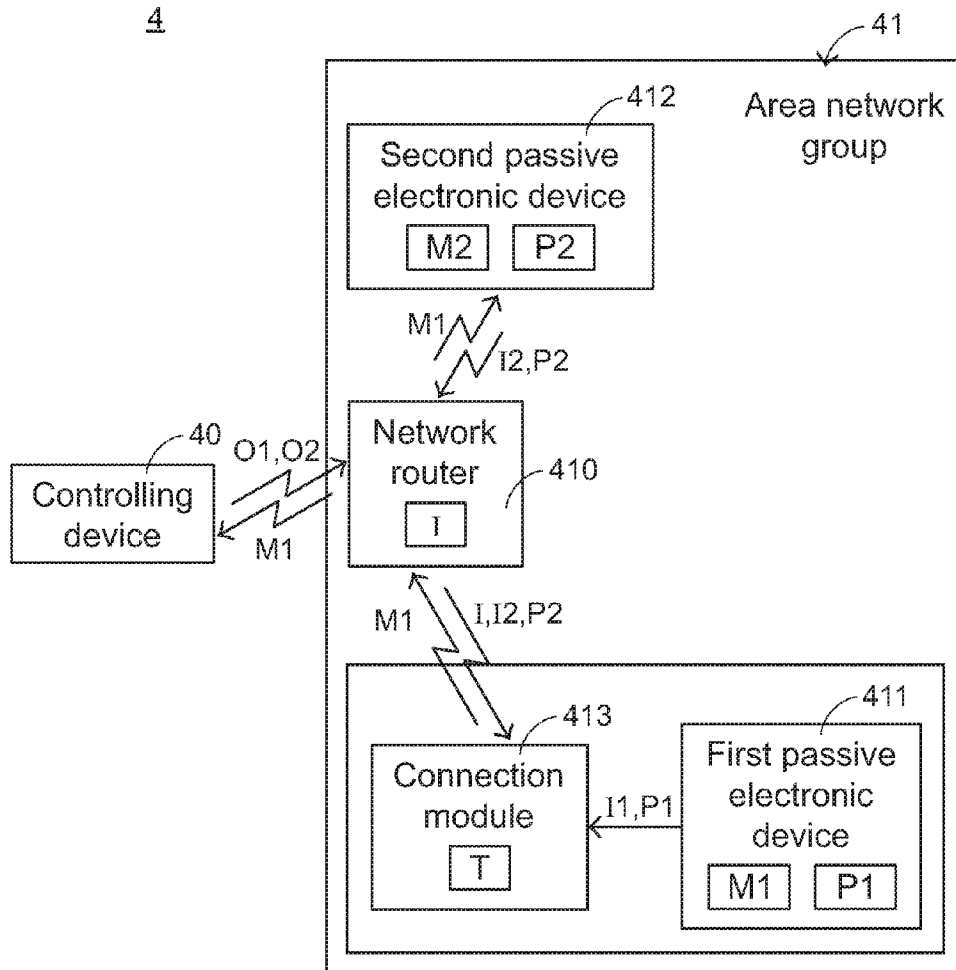 4
41
Area network
group
412
Second passive
electronic device
M2
P2
M1
I2,P2
40
O1,O2
Controlling
device
M1
Network
router
410
I
M1
I,I2,P2
413
Connection
module
T
I1,P1
411
First passive
electronic
device
M1
P1